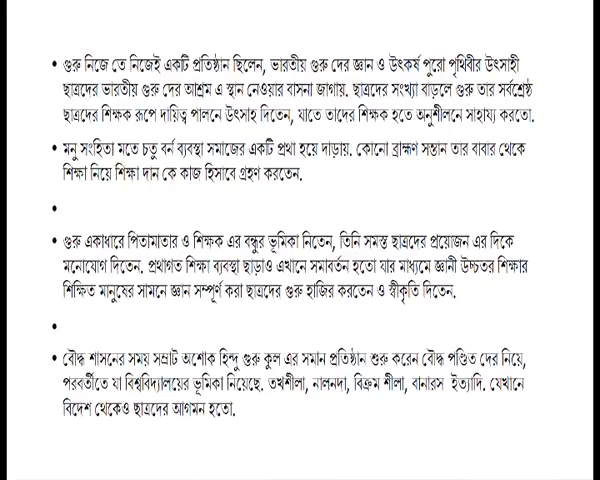 • গুরু নিজে তে নিজেই একটি প্রতিষ্ঠান ছিলেন, ভারতীয় গুরু দের জ্ঞান ও উৎকর্ষ পুরো পৃথিবীর উৎসাহী
ছাত্রদের ভারতীয় গুরু দের আশ্রম এ স্থান নেওয়ার বাসনা জাগায়. ছাত্রদের সংখ্যা বাড়লে গুরু তার সর্বশ্রেষ্ঠ
ছাত্রদের শিক্ষক রূপে দায়িত্ব পালনে উৎসাহ দিতেন, যাতে তাদের শিক্ষক হতে অনুশীলনে সাহায্য করতো.
• মনু সংহিতা মতে চতু বর্ন ব্যবস্থা সমাজের একটি প্রথা হয়ে দাড়ায়. কোনো ব্রাহ্মণ সন্তান তার বাবার থেকে
শিক্ষা নিয়ে শিক্ষা দান কে কাজ হিসাবে গ্রহণ করতেন.
•
• গুরু একাধারে পিতামাতার ও শিক্ষক এর বন্ধুর ভূমিকা নিতেন, তিনি সমস্ত ছাত্রদের প্রয়োজন এর দিকে
মনোযোগ দিতেন. প্রথাগত শিক্ষা ব্যবস্থা ছাড়াও এখানে সমাবর্তন হতো যার মাধ্যমে জ্ঞানী উচ্চতর শিক্ষার
শিক্ষিত মানুষের সামনে জ্ঞান সম্পূর্ণ করা ছাত্রদের গুরু হাজির করতেন ও স্বীকৃতি দিতেন.
•
• বৌদ্ধ শাসনের সময় সম্রাট অশোক হিন্দু গুরু কুল এর সমান প্রতিষ্ঠান শুরু করেন বৌদ্ধ পণ্ডিত দের নিয়ে,
পরবর্তীতে যা বিশ্ববিদ্যালয়ের ভূমিকা নিয়েছে. তখশীলা, নালনদা, বিক্রম শীলা, বানারস ইত্যাদি. যেখানে
বিদেশ থেকেও ছাত্রদের আগমন হতো.